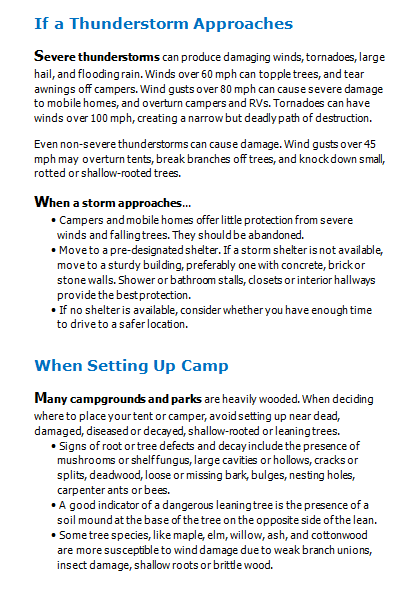 If a Thunderstorm Approaches
Severe thunderstorms can produce damaging winds, tornadoes, large
hail, and flooding rain. Winds over 60 mph can topple trees, and tear
awnings off campers. Wind gusts over 80 mph can cause severe damage
to mobile homes, and overturn campers and RVs. Tornadoes can have
winds over 100 mph, creating a narrow but deadly path of destruction.
Even non-severe thunderstorms can cause damage. Wind gusts over 45
mph may overturn tents, break branches off trees, and knock down small,
rotted or shallow-rooted trees.
When a storm approaches...
• Campers and mobile homes offer little protection from severe
winds and falling trees. They should be abandoned.
• Move to a pre-designated shelter. If a storm shelter is not available,
move to a sturdy building, preferably one with concrete, brick or
stone walls. Shower or bathroom stalls, closets or interior hallways
provide the best protection.
• If no shelter is available, consider whether you have enough time
to drive to a safer location.
When Setting Up Camp
Many campgrounds and parks are heavily wooded. When deciding
where to place your tent or camper, avoid setting up near dead,
damaged, diseased or decayed, shallow-rooted or leaning trees.
• Signs of root or tree defects and decay include the presence of
mushrooms or shelf fungus, large cavities or hollows, cracks or
splits, deadwood, loose or missing bark, bulges, nesting holes,
carpenter ants or bees.
• A good indicator of a dangerous leaning tree is the presence of a
soil mound at the base of the tree on the opposite side of the lean.
• Some tree species, like maple, elm, willow, ash, and cottonwood
are more susceptible to wind damage due to weak branch unions,
insect damage, shallow roots or brittle wood.